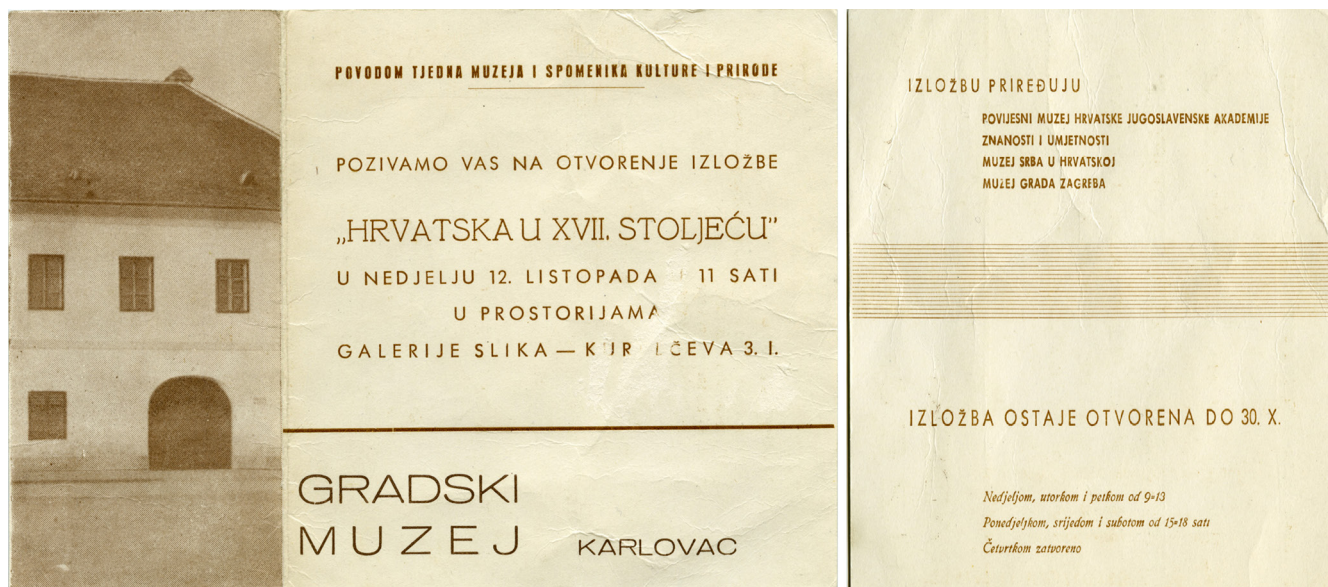 POVODOM TJEDNA MUZEJA I SPOMENIKA KULTURE I PRIRODE
POZIVAMO VAS NA OTVORENJE IZLOŽBE
„HRVATSKA U XVII. STOLJEĆU”
U NEDJELJU 12. LISTOPADA 11 SATI
U PROSTORIJAMA
GALERIJE SLIKA — 3. I.
GRADSKI
MUZEJ KARLOVAC
IZLOŽBU PRIREĐUJU
POVIJESNI MUZEJ HRVATSKE JUGOSLAVENSKE AKADEMIJE
ZNANOSTI I UMJETNOSTI
MUZEJ SRBA U HRVATSKOJ
MUZEJ GRADA ZAGREBA
IZLOŽBA OSTAJE OTVORENA DO 30. X.
Nedjeljom, utorkom i petkom od 9-13
Ponedjeljkom, srijedom i subotom od 15-18 sati
Četvrtkom zatvoreno